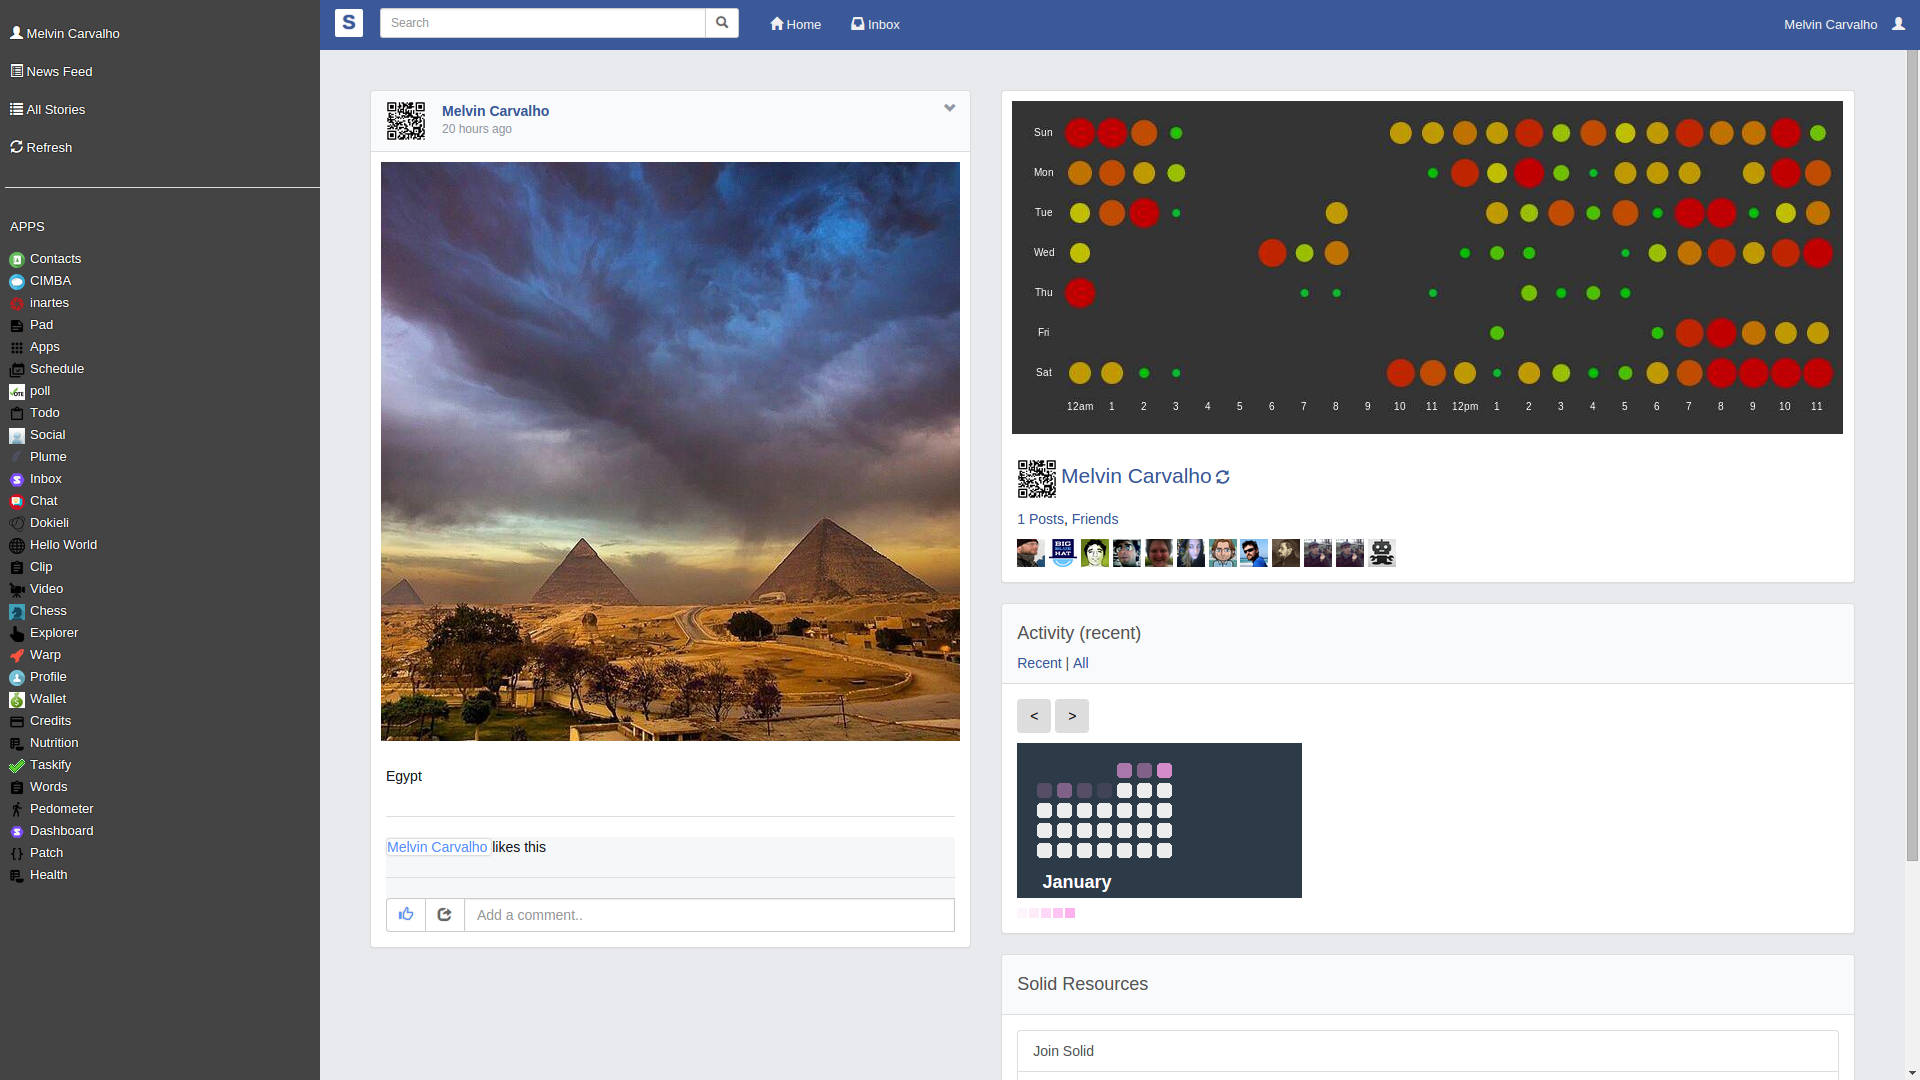 Melvin Carvalho
News Feed
All Stories
Refresh
APPS
Contacts
CIMBA
inartes
Pad
Apps
Schedule
poll
Todo
Social
Plume
Inbox
Chat
Dokieli
Hello World
Clip
Video
Chess
Explorer
Warp
Profile
Wallet
Credits
Nutrition
Taskify
Words
Pedometer
Dashboard
Patch
Health
S Search Home Inbox Melvin Carvalho
Melvin Carvalho
20 hours ago
Egypt
Melvin Carvalho likes this
Add a comment..
Sun
Mon
Tue
Wed
Thu
Fri
Sat
12am 1 2 3 4 5 6 7 8 9 10 11 12pm 1 2 3 4 5 6 7 8 9 10 11
Melvin Carvalho
1 Posts, Friends
BIG
BLUE
HAT
Activity (recent)
Recent | All
< >
January
Solid Resources
Join Solid